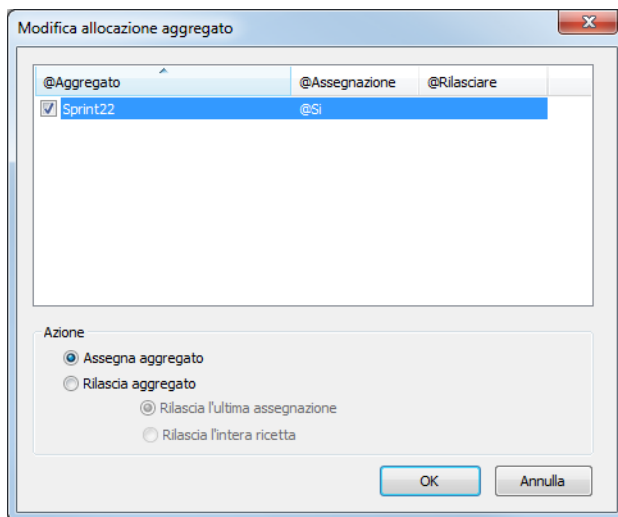 Modifica allocazione aggregato
@Aggregato @Assegnazione @Rilasciare
Sprint22 @Si
Azione
Assegna aggregato
Rilascia aggregato
Rilascia l'ultima assegnazione
Rilascia l'intera ricetta
OK Annulla